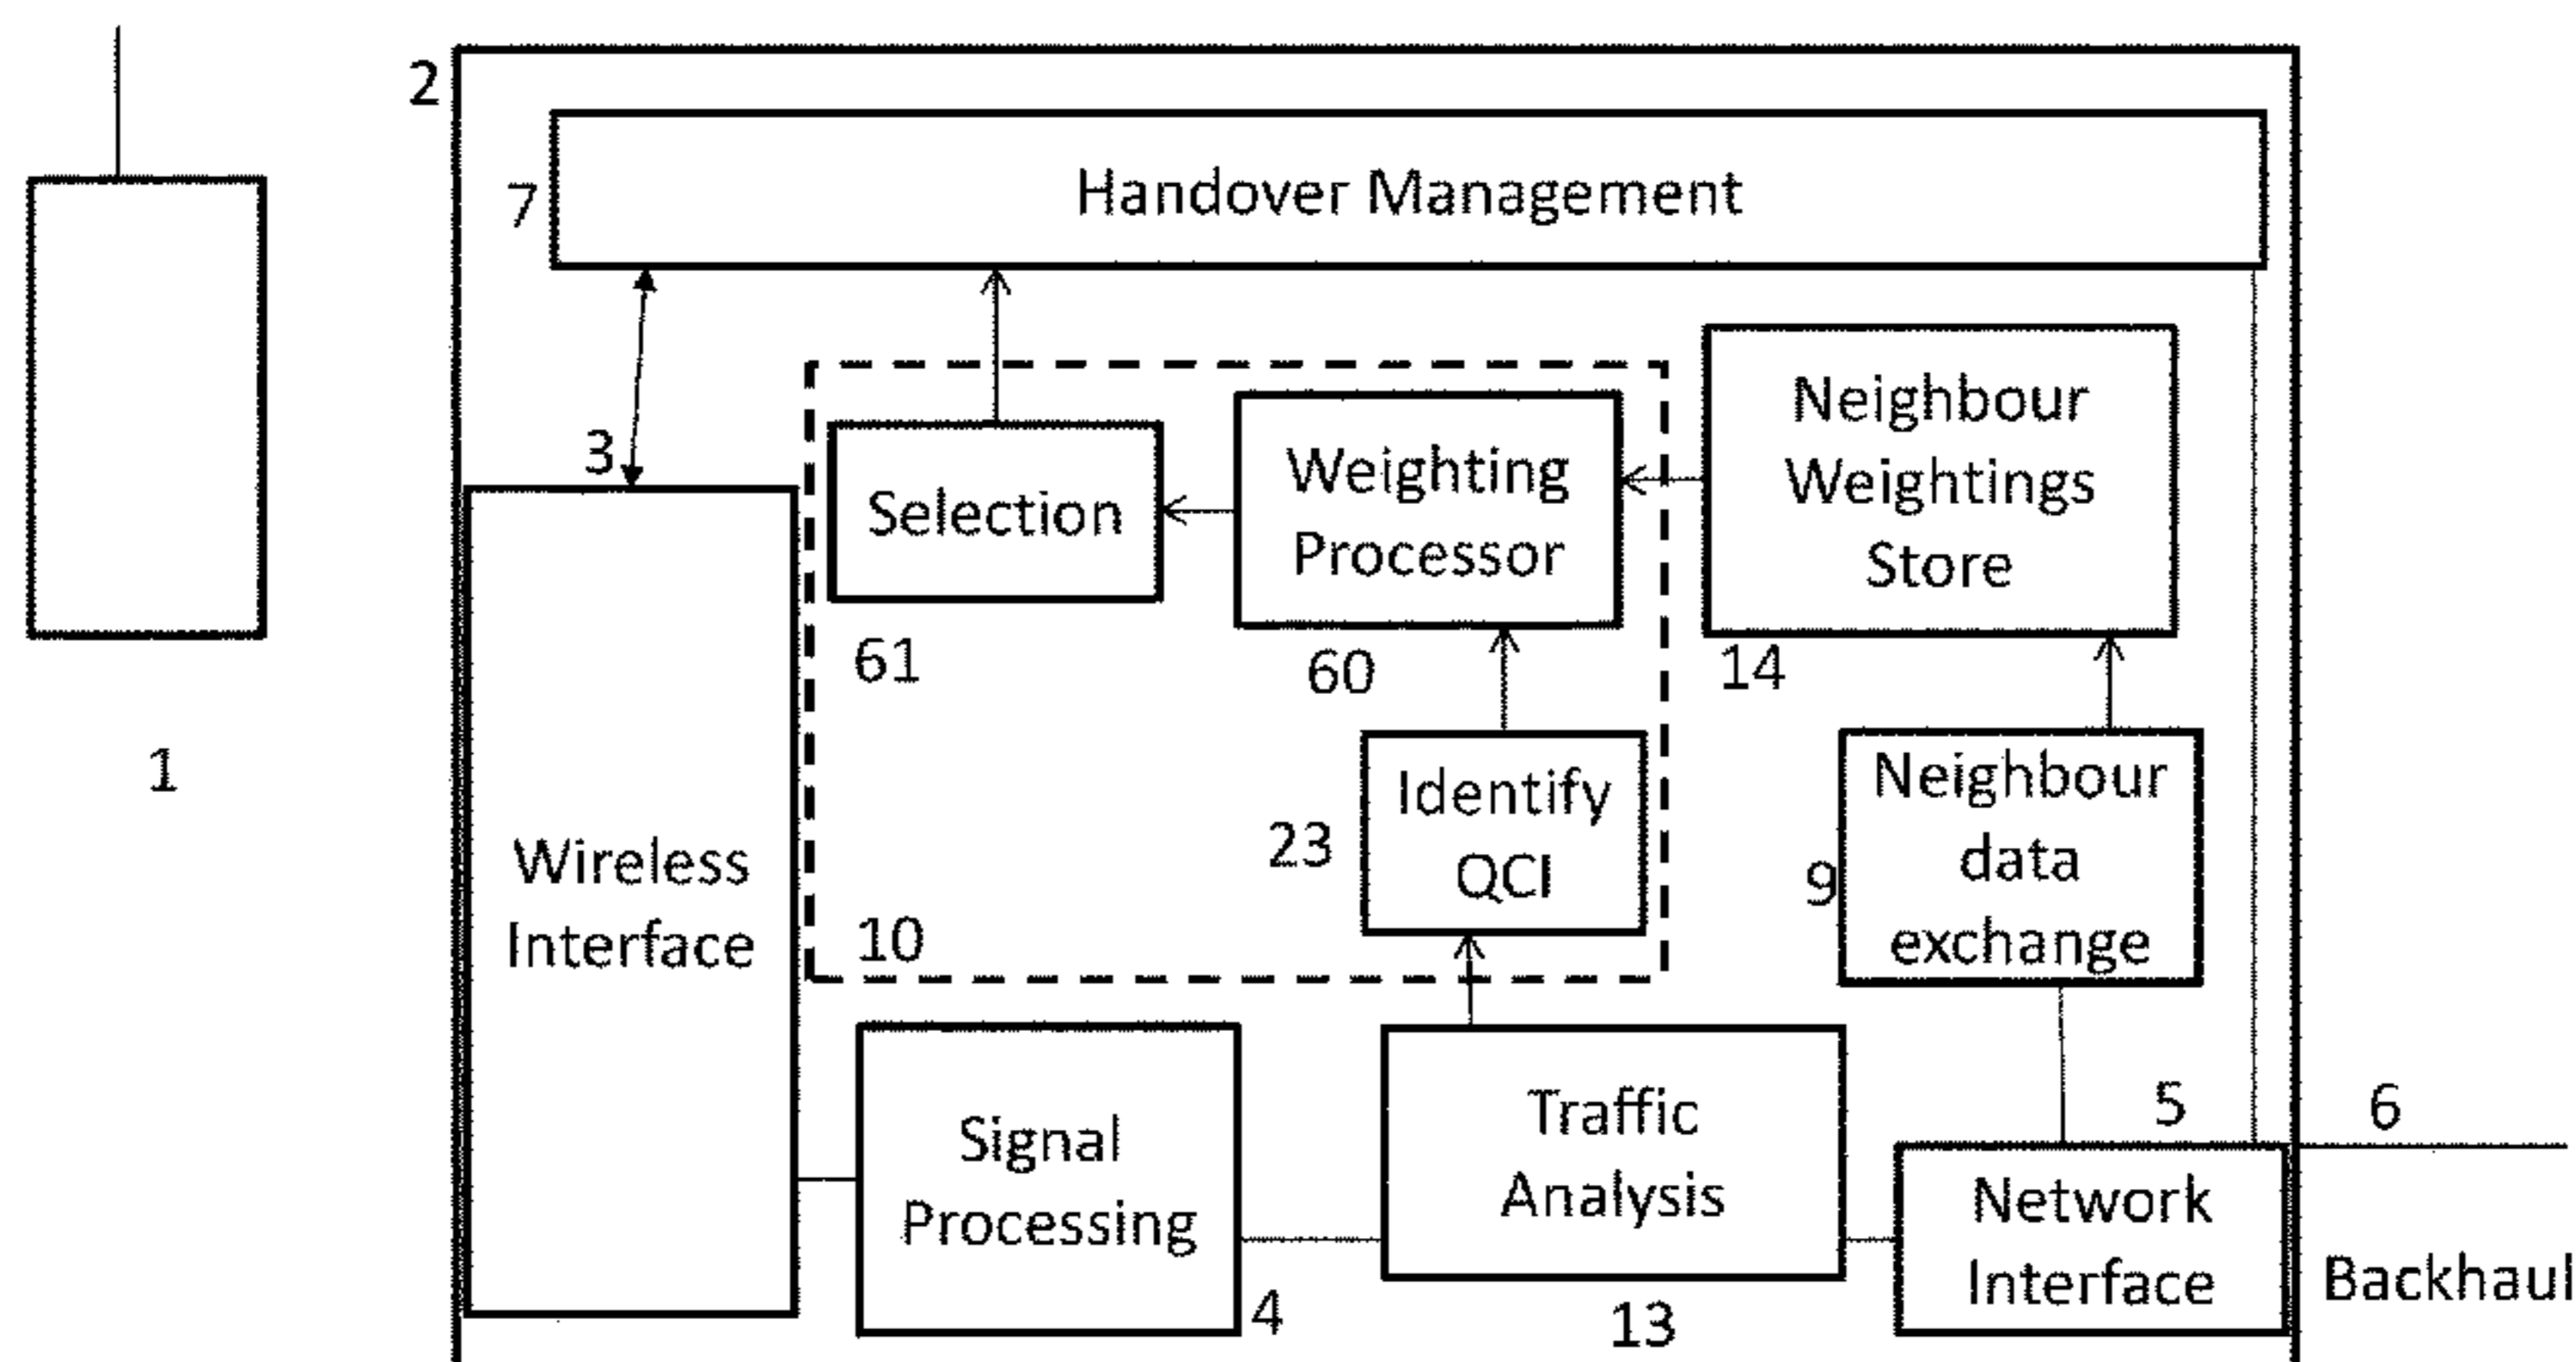 2
Handover Management
7
3
Neighbour
Weightings
Store
Weighting
Processor
Selection
61
60
14
1
Identify
QCI
23
Neighbour
data
exchange
9
Wireless
Interface
10
Signal
Processing
4
Traffic
Analysis
13
5
6
Network
Interface
Backhaul